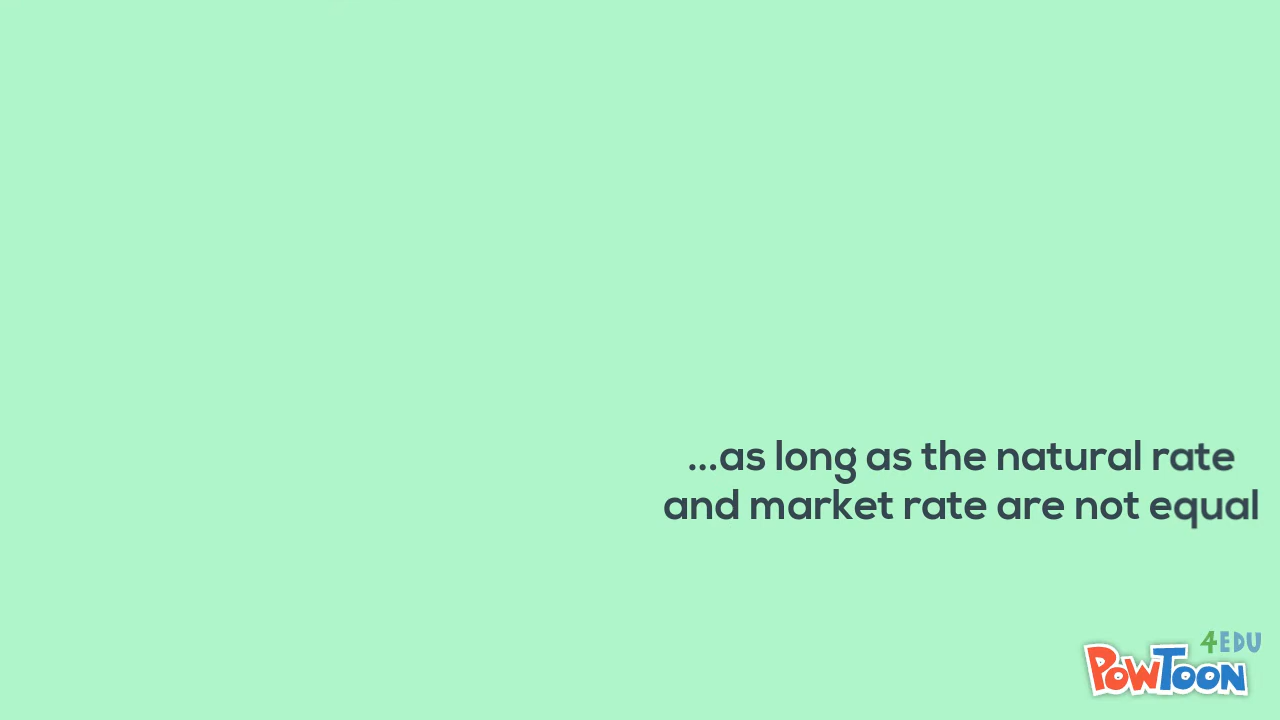 ...as long as the natural rate
and market rate are not equal
4EDU
POWTOON